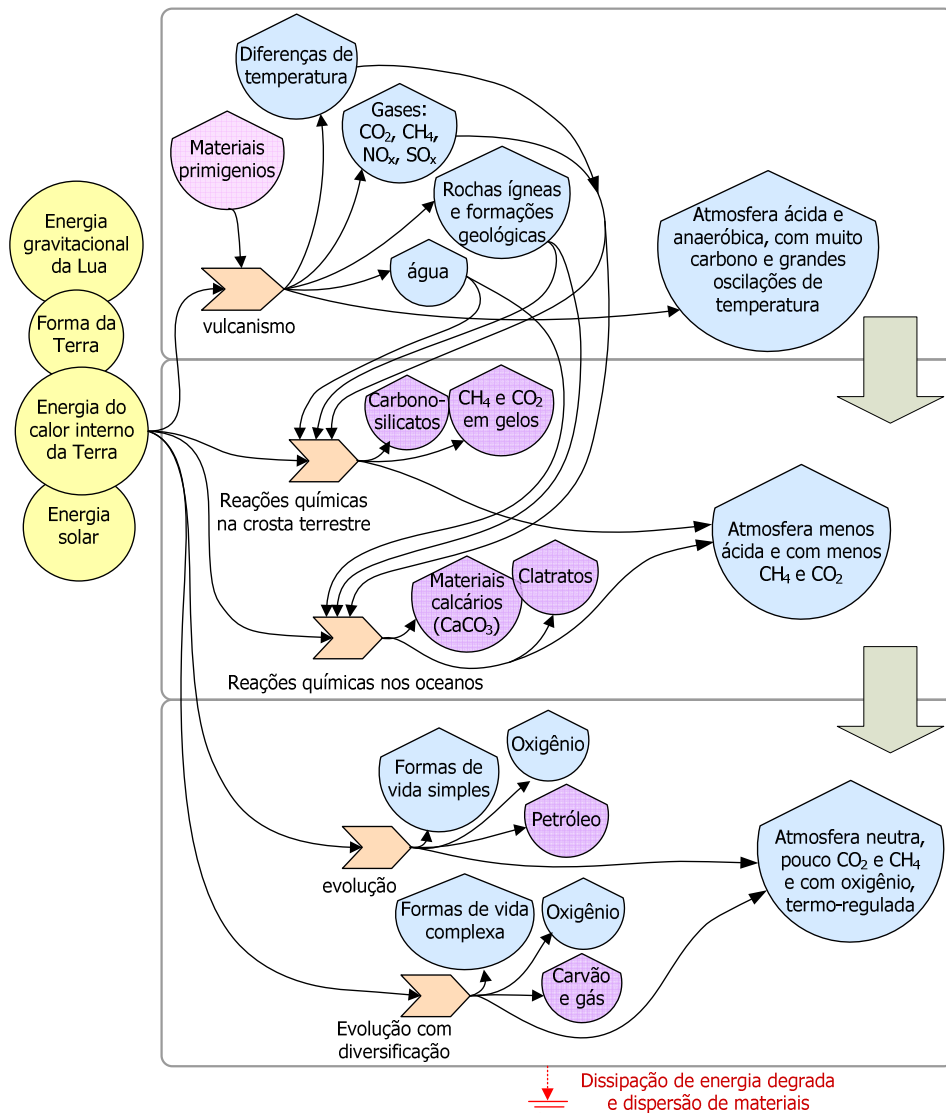 Diferenças de
temperatura
Gases:
CO₂, CH₄,
NOₓ, SOₓ
Materiais
primigenios
Rochas ígneas
e formações
geológicas
água
vulcanismo
Atmosfera ácida e
anaeróbica, com muito
carbono e grandes
oscilações de
temperatura
Energia
gravitacional
da Lua
Forma da
Terra
Energia do
calor interno
da Terra
Energia
solar
Carbono-
silicatos
CH₄ e CO₂
em gelos
Reações químicas
na crosta terrestre
Atmosfera menos
ácida e com menos
CH₄ e CO₂
Materiais
calcários
(CaCO₃)
Clatratos
Reações químicas nos oceanos
Formas de
vida simples
Oxigênio
Petróleo
evolução
Atmosfera neutra,
pouco CO₂ e CH₄
e com oxigênio,
termo-regulada
Formas de vida
complexa
Oxigênio
Carvão
e gás
Evolução com
diversificação
Dissipação de energia degrada
e dispersão de materiais